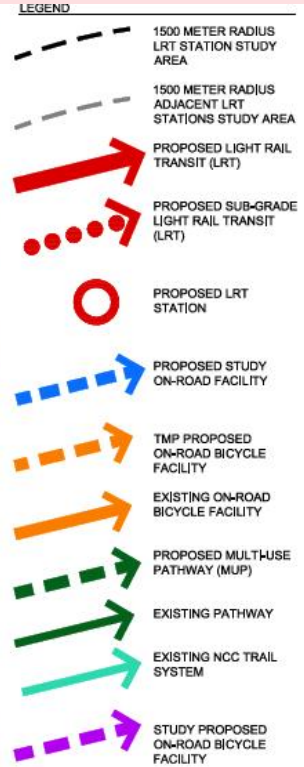 LEGEND
1500 METER RADIUS
LRT STATION STUDY
AREA
1500 METER RADIUS
ADJACENT LRT
STATIONS STUDY AREA
PROPOSED LIGHT RAIL
TRANSIT (LRT)
PROPOSED SUB-GRADE
LIGHT RAIL TRANSIT
(LRT)
PROPOSED LRT
STATION
PROPOSED STUDY
ON-ROAD FACILITY
TMP PROPOSED
ON-ROAD BICYCLE
FACILITY
EXISTING ON-ROAD
BICYCLE FACILITY
PROPOSED MULTI-USE
PATHWAY (MUP)
EXISTING PATHWAY
EXISTING NCC TRAIL
SYSTEM
STUDY PROPOSED
ON-ROAD BICYCLE
FACILITY